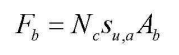 F_b = N_c s_{u,a} A_b